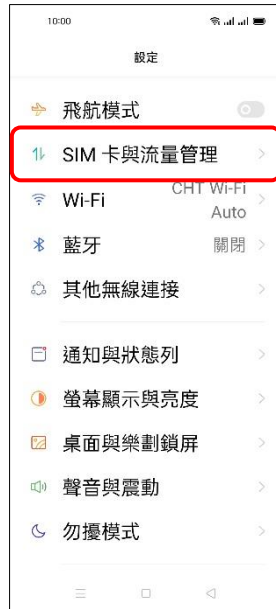 10:00
設定
飛航模式
SIM 卡與流量管理
Wi-Fi
CHT Wi-Fi
Auto
藍牙
關閉
其他無線連接
通知與狀態列
螢幕顯示與亮度
桌面與樂劃鎖屏
聲音與震動
勿擾模式